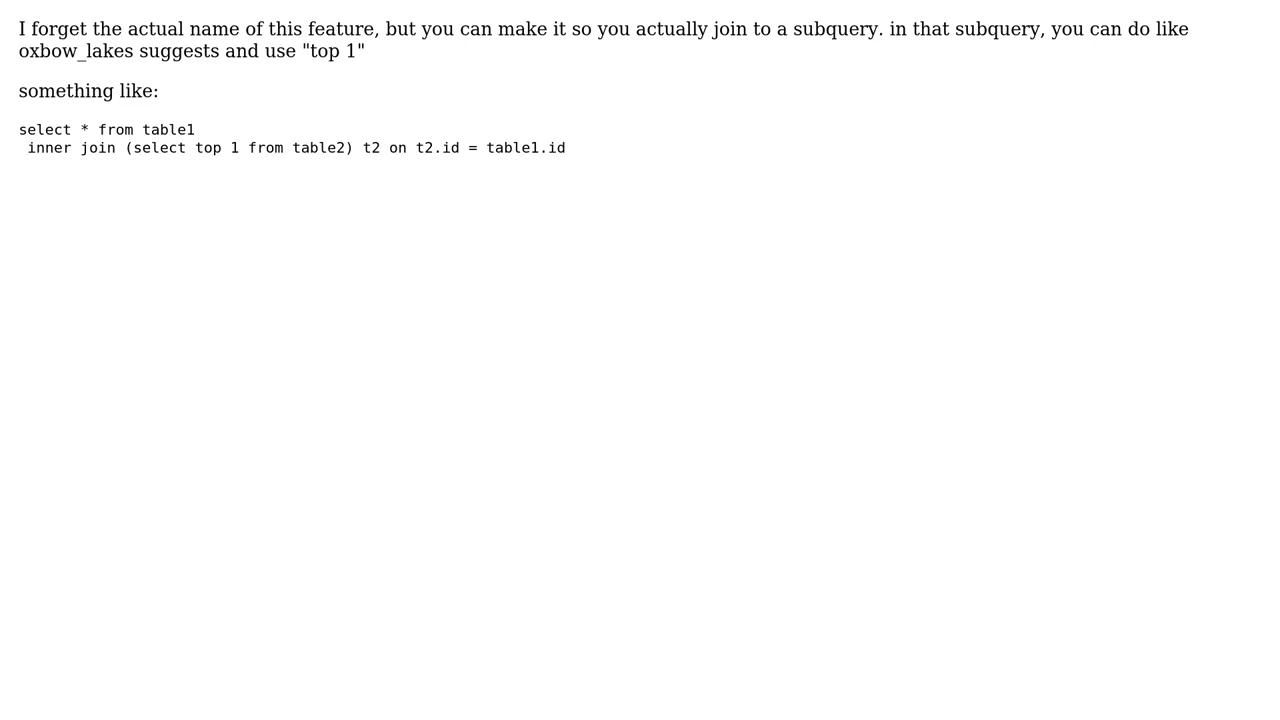 I forget the actual name of this feature, but you can make it so you actually join to a subquery. in that subquery, you can do like
oxbow_lakes suggests and use "top 1"
something like:
select * from table1
 inner join (select top 1 from table2) t2 on t2.id = table1.id